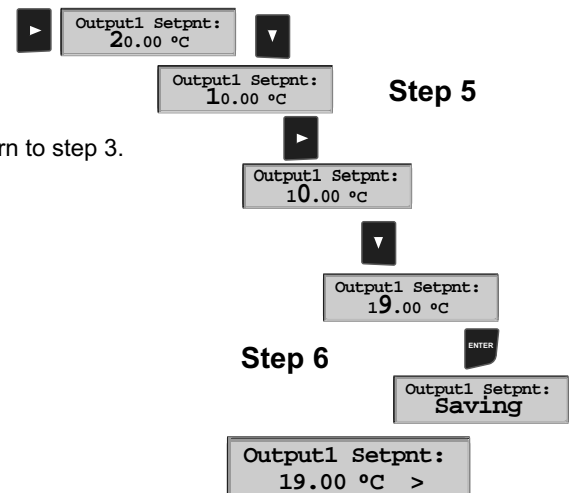 Output1 Setpnt:
20.00 ºC
Output1 Setpnt:
10.00 ºC
Step 5
rn to step 3.
Output1 Setpnt:
10.00 ºC
Output1 Setpnt:
19.00 ºC
ENTER
Step 6
Output1 Setpnt:
Saving
Output1 Setpnt:
19.00 ºC >